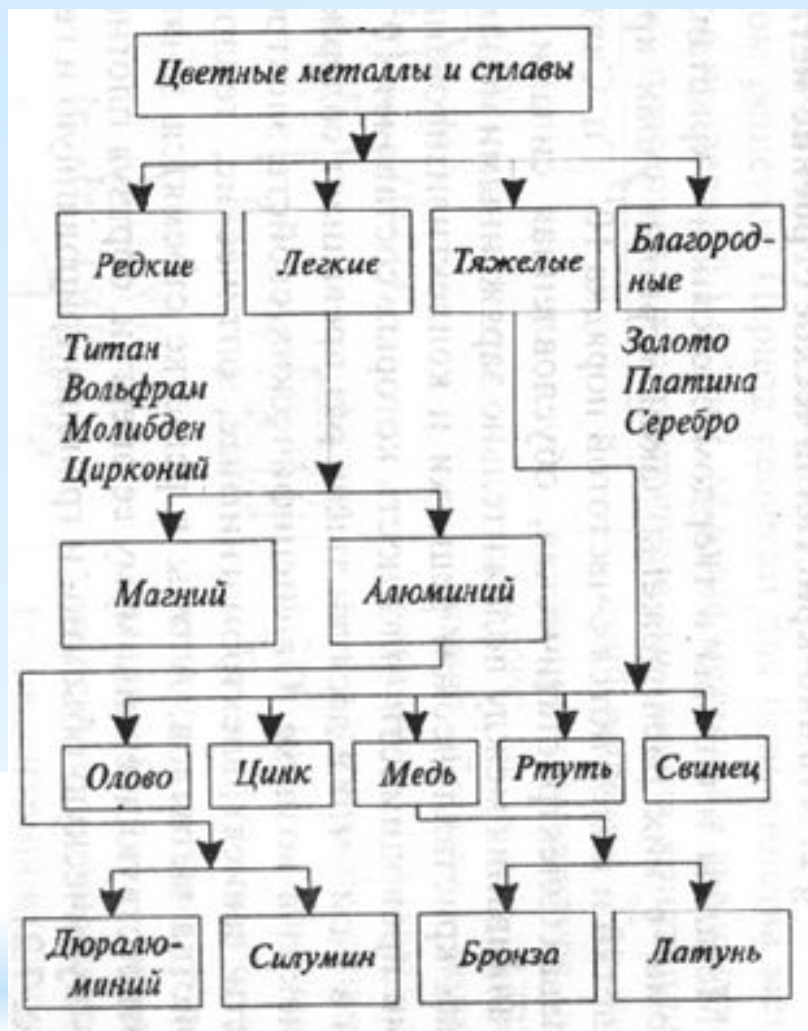 Цветные металлы и сплавы
Редкие
Легкие
Тяжелые
Благород-
ные
Титан
Вольфрам
Молибден
Цирконий
Золото
Платина
Серебро
Магний
Алюминий
Олово
Цинк
Медь
Ртуть
Свинец
Дюралю-
миний
Силумин
Бронза
Латунь